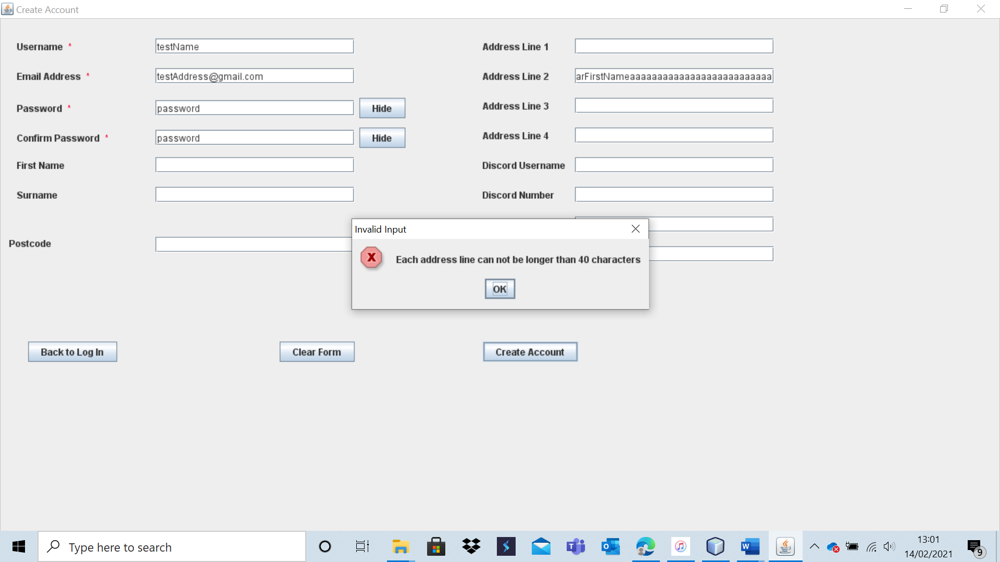 Create Account
Username *
testName
Email Address *
testAddress@gmail.com
Password *
password
Hide
Confirm Password *
password
Hide
First Name
Surname
Postcode
Address Line 1
Address Line 2
arFirstNameaaaaaaaaaaaaaaaaaaaaaaaaaa
Address Line 3
Address Line 4
Discord Username
Discord Number
Invalid Input
X
Each address line can not be longer than 40 characters
OK
Back to Log In
Clear Form
Create Account
Type here to search
13:01
14/02/2021
9